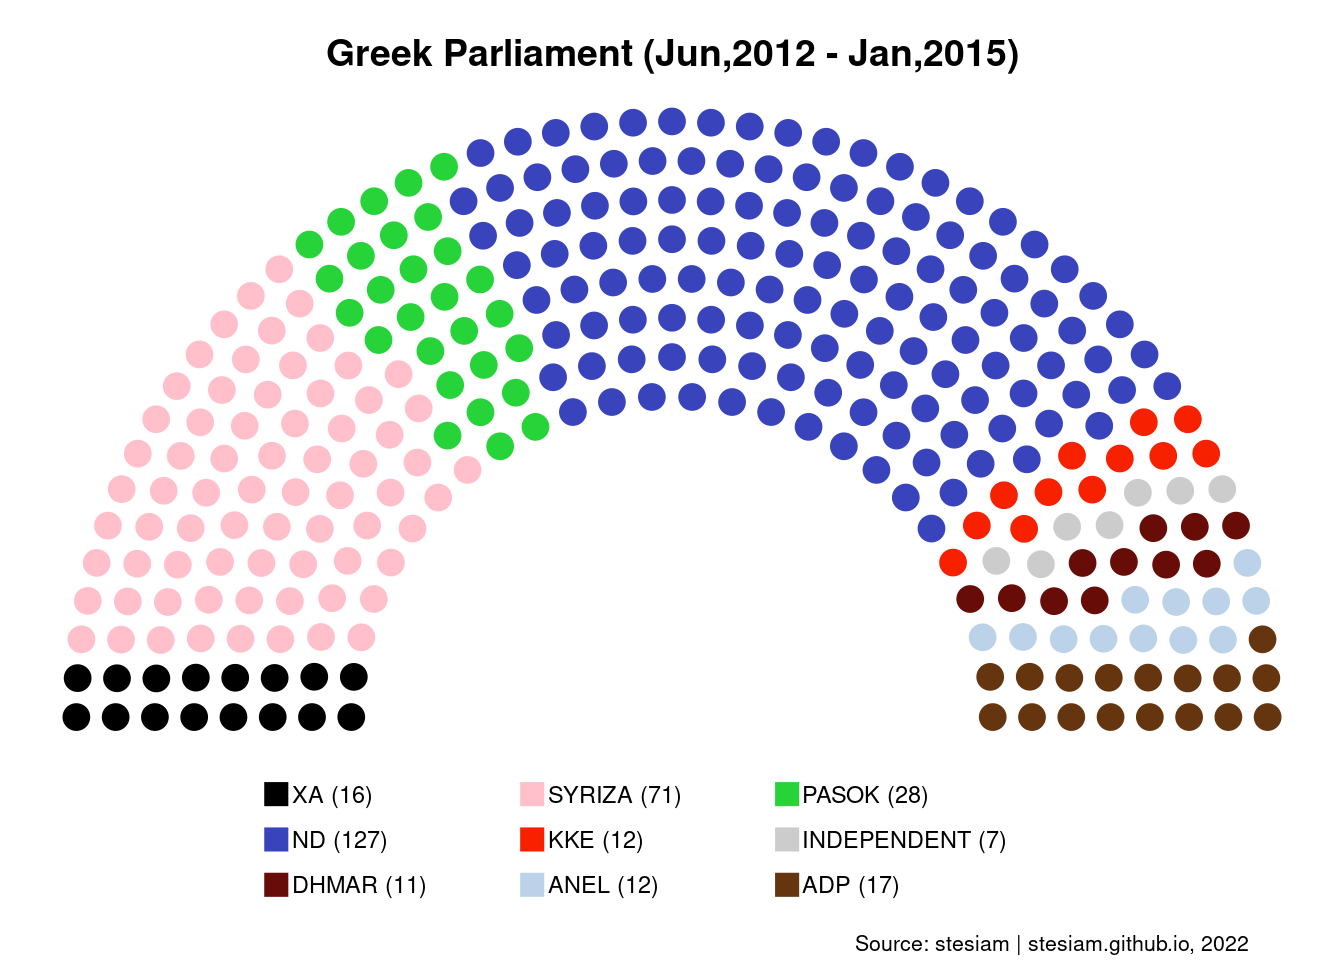 Greek Parliament (Jun,2012 - Jan,2015)
XA (16) SYRIZA (71) PASOK (28)
ND (127) KKE (12) INDEPENDENT (7)
DHMAR (11) ANEL (12) ADP (17)
Source: stesiam | stesiam.github.io, 2022